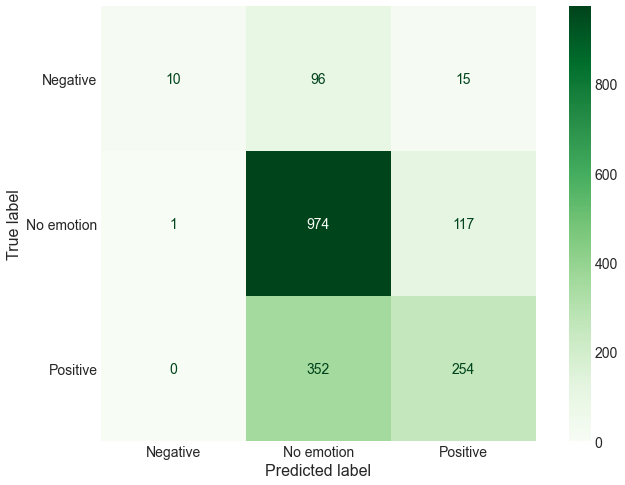 Negative 10 96 15
No emotion 1 974 117
Positive 0 352 254
Negative No emotion Positive
Predicted label
True label
800
600
400
200
0